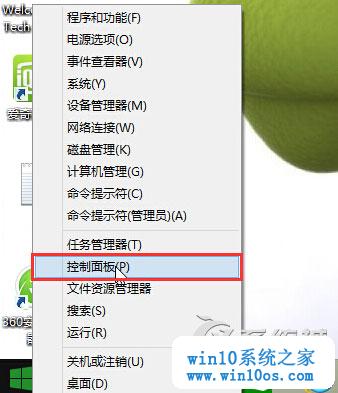 Welc
Tech
爱奇
360安
程序和功能(F)
电源选项(O)
事件查看器(V)
系统(Y)
设备管理器(M)
网络连接(W)
磁盘管理(K)
计算机管理(G)
命令提示符(C)
命令提示符(管理员)(A)
任务管理器(T)
控制面板(P)
文件资源管理器
搜索(S)
运行(R)
关机或注销(U)
桌面(D)
win10系统之家
www.win10os.com